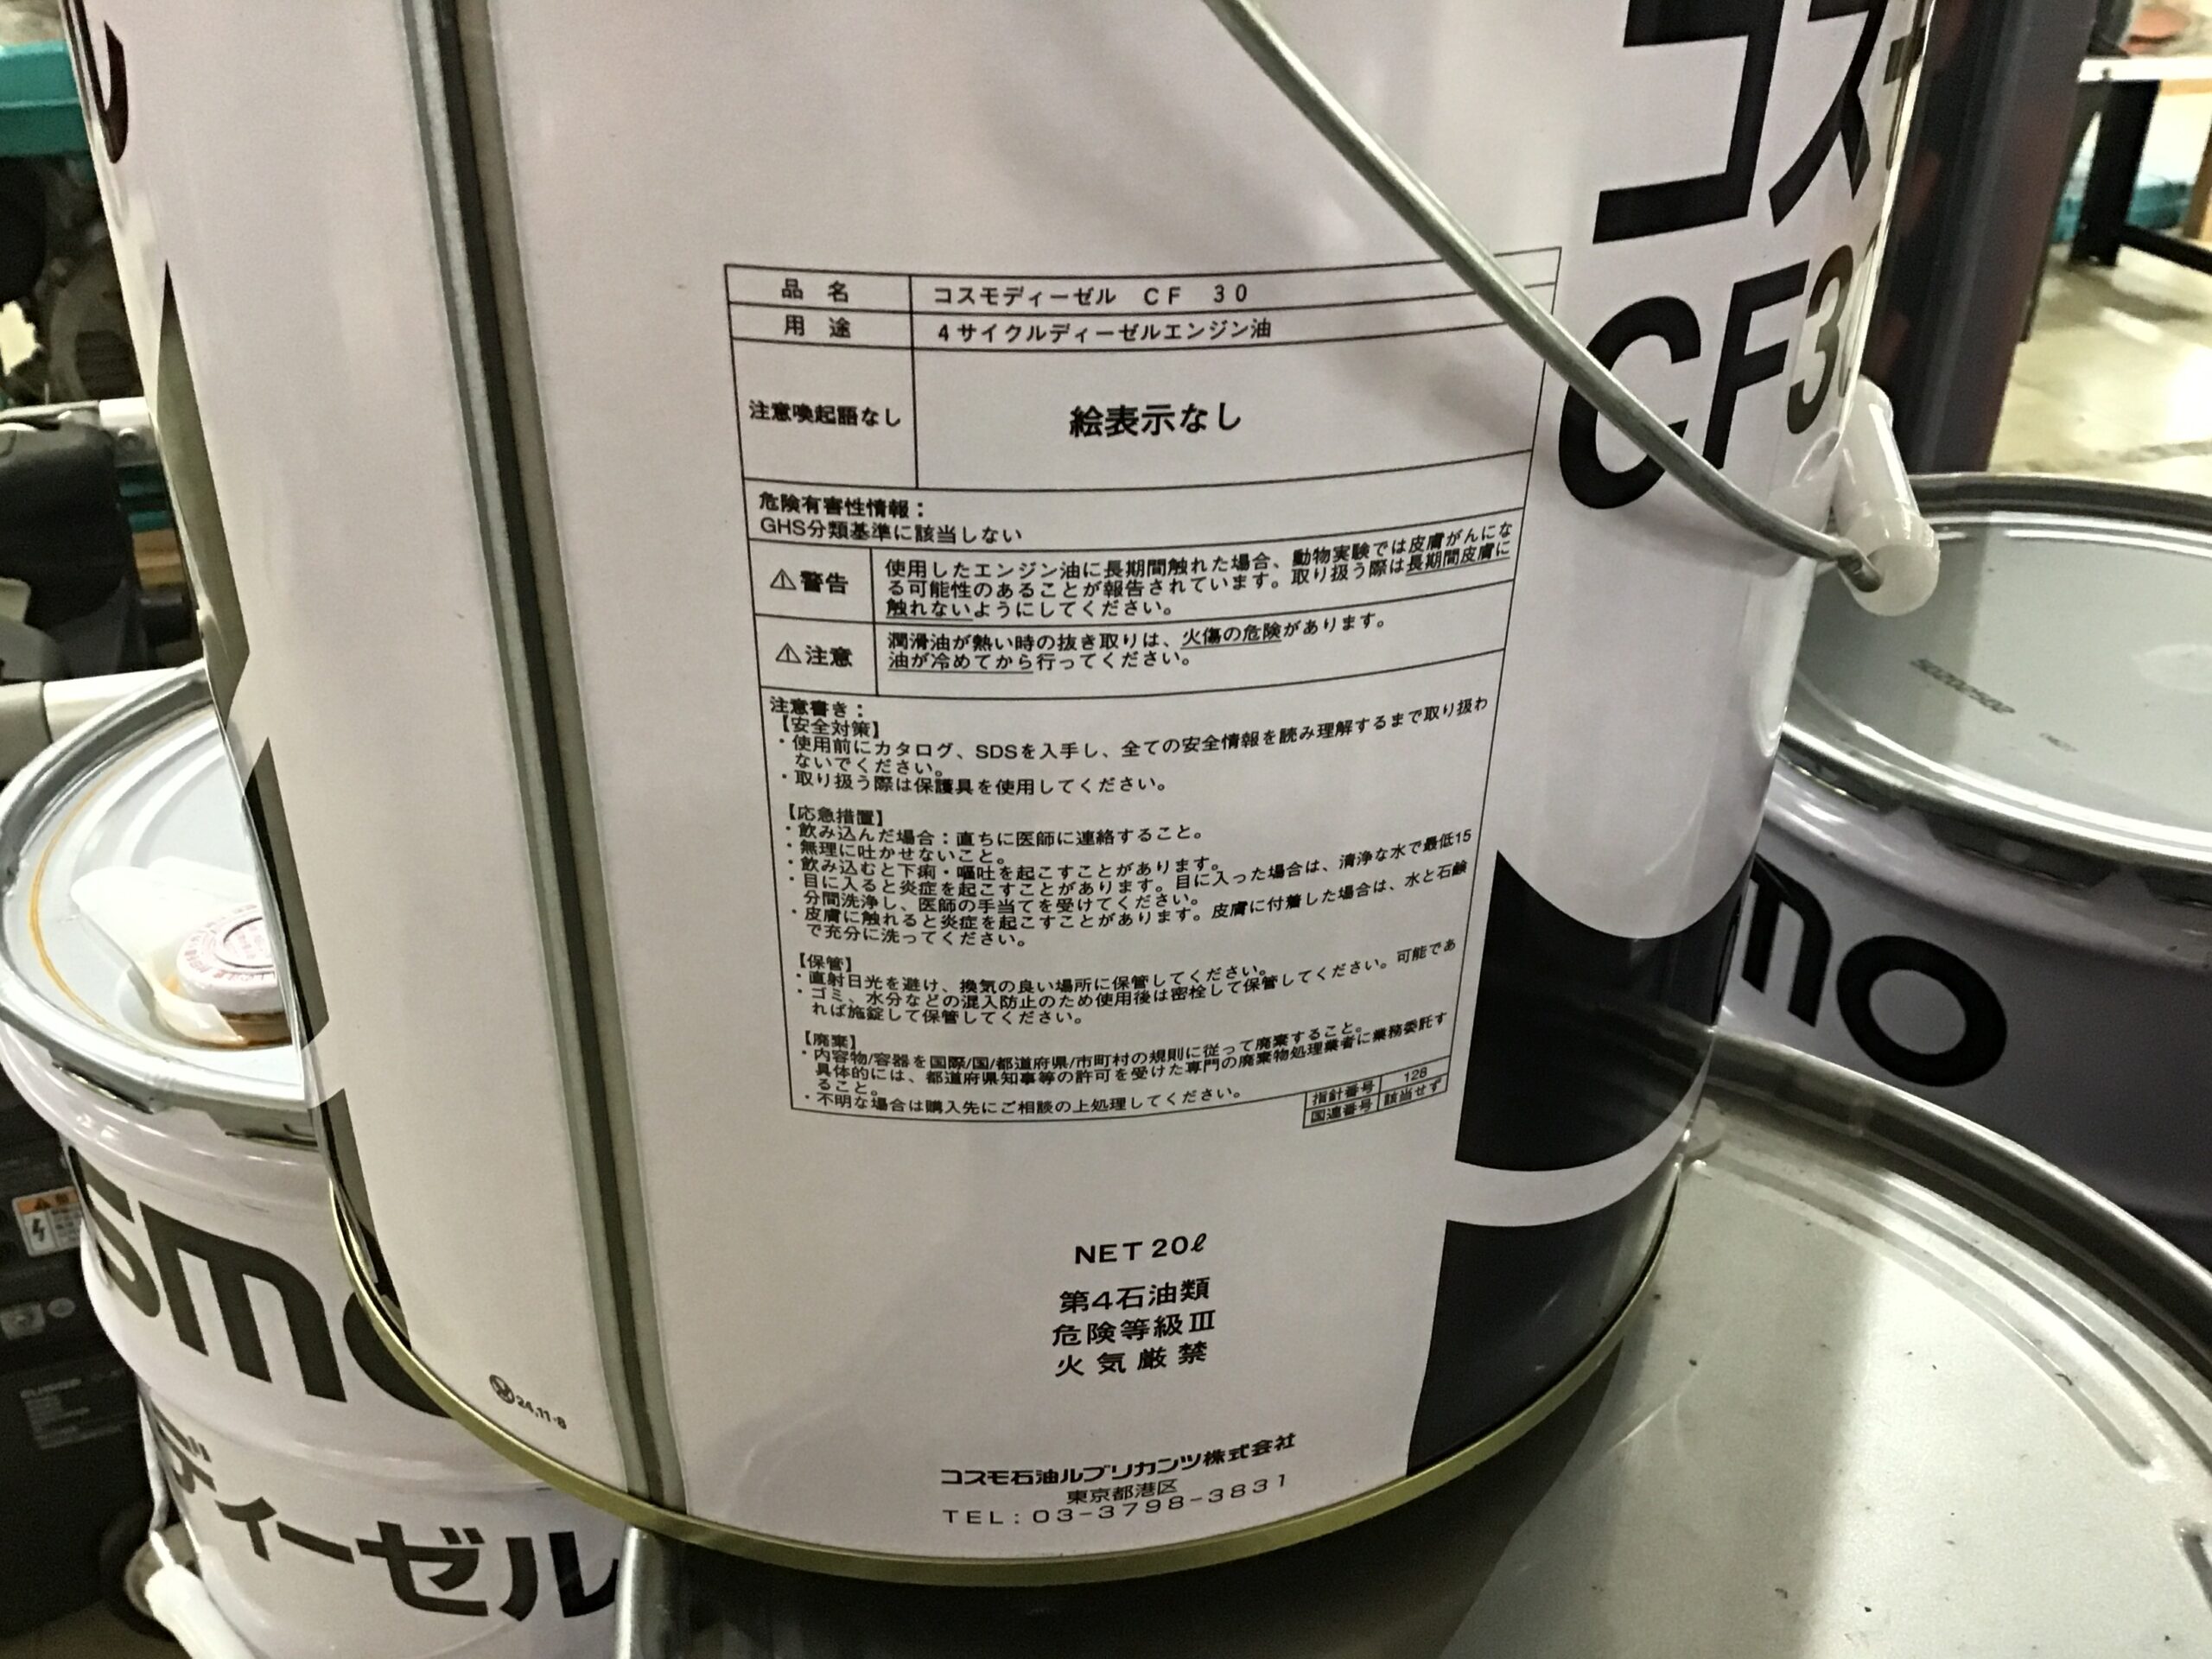 コス
CF30
品 名
コスモディーゼル CF 30
用 途
4サイクルディーゼルエンジン油
注意喚起語なし
絵表示なし
危険有害性情報：
GHS分類基準に該当しない
⚠警告
使用したエンジン油に長期間触れた場合、動物実験では皮膚がんにな
る可能性のあることが報告されています。取り扱う際は長期間皮膚に
触れないようにしてください。
⚠注意
潤滑油が熱い時の抜き取りは、火傷の危険があります。
油が冷めてから行ってください。
注意書き：
【安全対策】
・使用前にカタログ、SDSを入手し、全ての安全情報を読み理解するまで取り扱わ
ないでください。
・取り扱う際は保護具を使用してください。
【応急措置】
・飲み込んだ場合：直ちに医師に連絡すること。
・無理に吐かせないこと。
・飲み込むと下痢・嘔吐を起こすことがあります。
・目に入ると炎症を起こすことがあります。目に入った場合は、清浄な水で最低15
分間洗浄し、医師の手当てを受けてください。
・皮膚に触れると炎症を起こすことがあります。皮膚に付着した場合は、水と石鹸
で充分に洗ってください。
【保管】
・直射日光を避け、換気の良い場所に保管してください。
・ゴミ、水分などの混入防止のため使用後は密栓して保管してください。可能であ
れば施錠して保管してください。
【廃棄】
・内容物/容器を国際/国/都道府県/市町村の規則に従って廃棄すること。
具体的には、都道府県知事等の許可を受けた専門の廃棄物処理業者に業務委託す
ること。
・不明な場合は購入先にご相談の上処理してください。
指針番号 128
国連番号 該当せず
NET 20ℓ
第4石油類
危険等級Ⅲ
火気厳禁
24.11-8
コスモ石油ルブリカンツ株式会社
東京都港区
TEL：03-3798-3831
smo
ディーゼル
mo